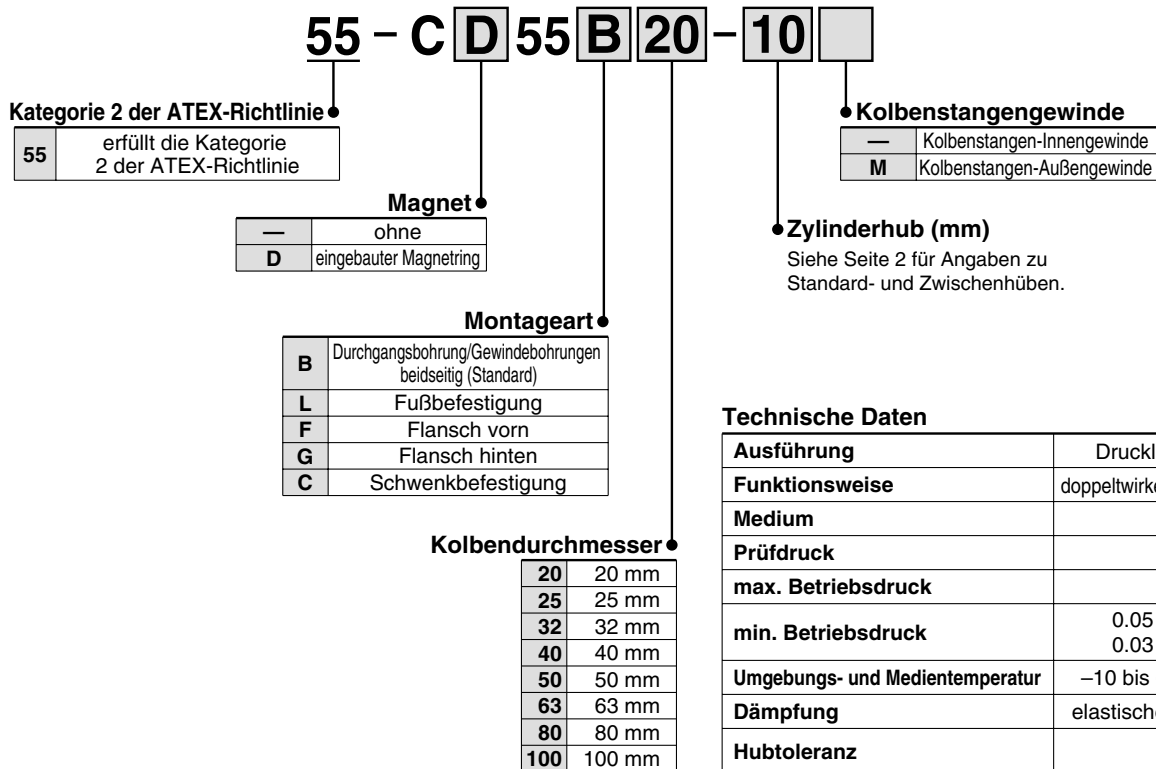 55 – C D 55 B 20 – 10
Kategorie 2 der ATEX-Richtlinie
55 erfüllt die Kategorie
2 der ATEX-Richtlinie
Kolbenstangengewinde
— Kolbenstangen-Innengewinde
M Kolbenstangen-Außengewinde
Magnet
— ohne
D eingebauter Magnetring
Zylinderhub (mm)
Siehe Seite 2 für Angaben zu
Standard- und Zwischenhüben.
Montageart
B Durchgangsbohrung/Gewindebohrungen
beidseitig (Standard)
L Fußbefestigung
F Flansch vorn
G Flansch hinten
C Schwenkbefestigung
Kolbendurchmesser
20 20 mm
25 25 mm
32 32 mm
40 40 mm
50 50 mm
63 63 mm
80 80 mm
100 100 mm
Technische Daten
Ausführung
Funktionsweise
Medium
Prüfdruck
max. Betriebsdruck
min. Betriebsdruck 0.05
0.03
Umgebungs- und Medientemperatur –10 bis
Dämpfung
Hubtoleranz